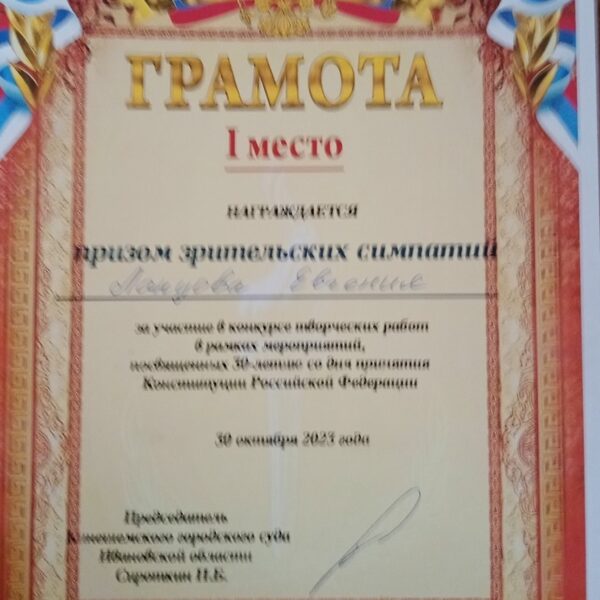 ГРАМОТА
I место
НАГРАЖДАЕТСЯ
призом зрительских симпатий
Евгения
за участие в конкурсе творческих работ
в рамках мероприятий,
посвященных 30-летию со дня принятия
Конституции Российской Федерации
30 октября 2023 года
Председатель
Кинешемского городского суда
Ивановской области
Сироткин П.Б.